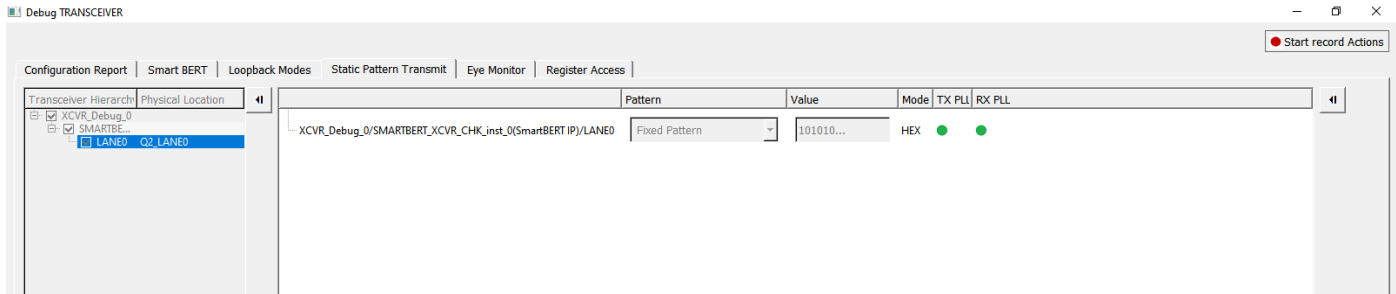 Debug TRANSCEIVER
Start record Actions
Configuration Report Smart BERT Loopback Modes Static Pattern Transmit Eye Monitor Register Access
Transceiver Hierarch Physical Location Pattern Value Mode TX PLL RX PLL
XCVR_Debug_0
SMARTBE...
XCVR_Debug_0/SMARTBERT_XCVR_CHK_inst_0(SmartBERT IP)/LANE0 Fixed Pattern 101010... HEX
LANE0 Q2_LANE0